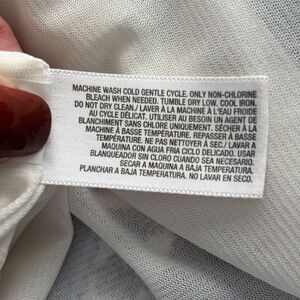 MACHINE WASH COLD GENTLE CYCLE. ONLY NON-CHLORINE
BLEACH WHEN NEEDED. TUMBLE DRY LOW. COOL IRON.
DO NOT DRY CLEAN./ LAVER À LA MACHINE À L'EAU FROIDE
AU CYCLE DÉLICAT. UTILISER AU BESOIN UN AGENT DE
BLANCHIMENT SANS CHLORE UNIQUEMENT. SÉCHER À LA
MACHINE À BASSE TEMPÉRATURE. REPASSER À BASSE
TEMPÉRATURE. NE PAS NETTOYER À SEC./ LAVAR A
MAQUINA CON AGUA FRIA CICLO DELICADO. USAR
BLANQUEADOR SIN CLORO CUANDO SEA NECESARIO.
SECAR A MAQUINA A BAJA TEMPERATURA.
PLANCHAR A BAJA TEMPERATURA. NO LAVAR EN SECO.